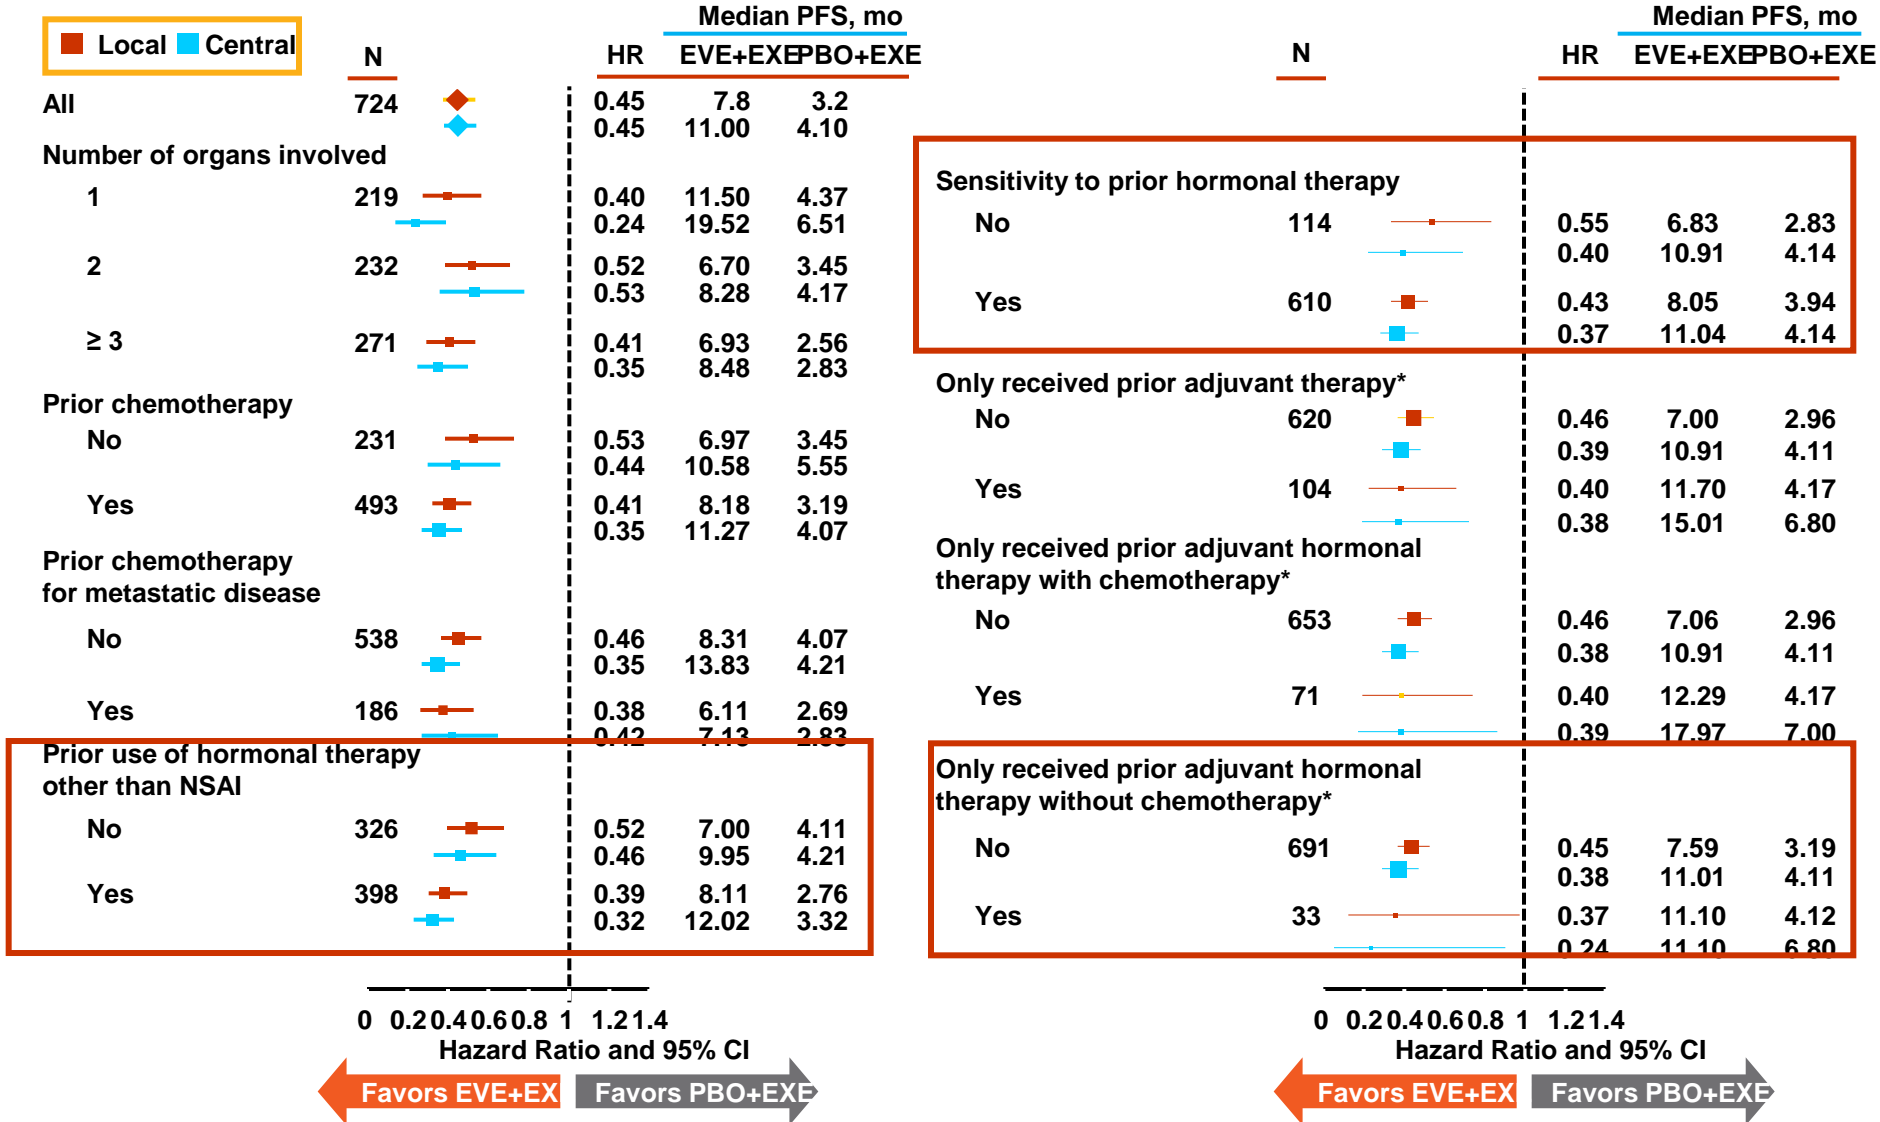 Local Central
Median PFS, mo
N HR EVE+EXE PBO+EXE
All 724 0.45 7.8 3.2
0.45 11.00 4.10
Number of organs involved
1 219 0.40 11.50 4.37
0.24 19.52 6.51
2 232 0.52 6.70 3.45
0.53 8.28 4.17
≥ 3 271 0.41 6.93 2.56
0.35 8.48 2.83
Prior chemotherapy
No 231 0.53 6.97 3.45
0.44 10.58 5.55
Yes 493 0.41 8.18 3.19
0.35 11.27 4.07
Prior chemotherapy
for metastatic disease
No 538 0.46 8.31 4.07
0.35 13.83 4.21
Yes 186 0.38 6.11 2.69
0.42 7.13 2.83
Prior use of hormonal therapy
other than NSAI
No 326 0.52 7.00 4.11
0.46 9.95 4.21
Yes 398 0.39 8.11 2.76
0.32 12.02 3.32
0 0.2 0.4 0.6 0.8 1 1.2 1.4
Hazard Ratio and 95% CI
Favors EVE+EX Favors PBO+EXE
Median PFS, mo
N HR EVE+EXE PBO+EXE
Sensitivity to prior hormonal therapy
No 114 0.55 6.83 2.83
0.40 10.91 4.14
Yes 610 0.43 8.05 3.94
0.37 11.04 4.14
Only received prior adjuvant therapy*
No 620 0.46 7.00 2.96
0.39 10.91 4.11
Yes 104 0.40 11.70 4.17
0.38 15.01 6.80
Only received prior adjuvant hormonal
therapy with chemotherapy*
No 653 0.46 7.06 2.96
0.38 10.91 4.11
Yes 71 0.40 12.29 4.17
0.39 17.97 7.00
Only received prior adjuvant hormonal
therapy without chemotherapy*
No 691 0.45 7.59 3.19
0.38 11.01 4.11
Yes 33 0.37 11.10 4.12
0.24 11.10 6.80
0 0.2 0.4 0.6 0.8 1 1.2 1.4
Hazard Ratio and 95% CI
Favors EVE+EX Favors PBO+EXE